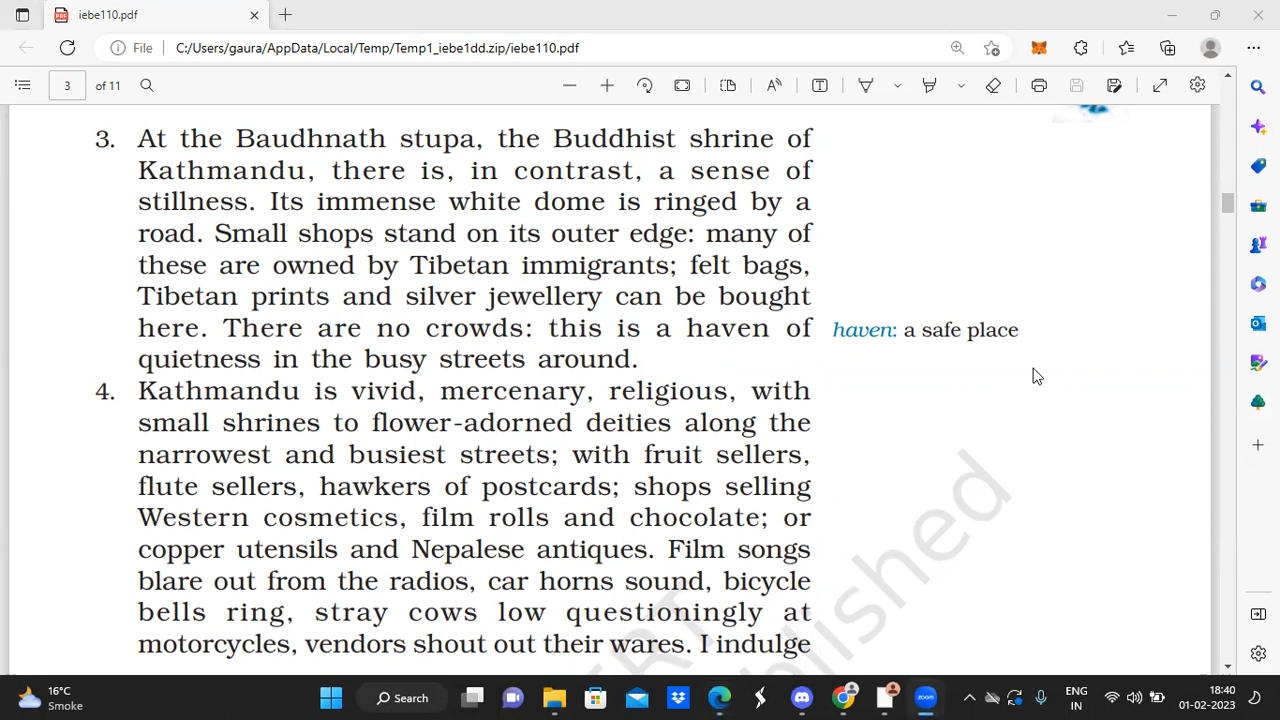 iebe110.pdf
File C:/Users/gaura/AppData/Local/Temp/Temp1_iebe1dd.zip/iebe110.pdf
3 of 11
3. At the Baudhnath stupa, the Buddhist shrine of
Kathmandu, there is, in contrast, a sense of
stillness. Its immense white dome is ringed by a
road. Small shops stand on its outer edge: many of
these are owned by Tibetan immigrants; felt bags,
Tibetan prints and silver jewellery can be bought
here. There are no crowds: this is a haven of
haven: a safe place
quietness in the busy streets around.
4. Kathmandu is vivid, mercenary, religious, with
small shrines to flower-adorned deities along the
narrowest and busiest streets; with fruit sellers,
flute sellers, hawkers of postcards; shops selling
Western cosmetics, film rolls and chocolate; or
copper utensils and Nepalese antiques. Film songs
blare out from the radios, car horns sound, bicycle
bells ring, stray cows low questioningly at
motorcycles, vendors shout out their wares. I indulge
16°C
Smoke
Search
zoom
ENG
IN
18:40
01-02-2023